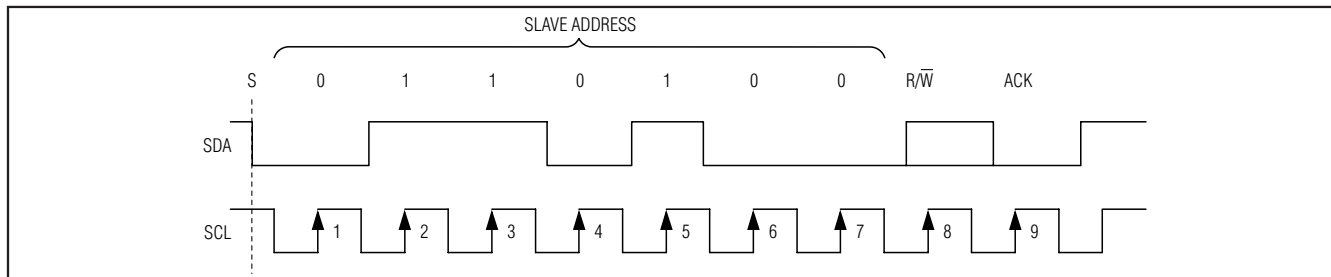 SLAVE ADDRESS
S 0 1 1 0 1 0 0 R/W̅ ACK
SDA
SCL 1 2 3 4 5 6 7 8 9